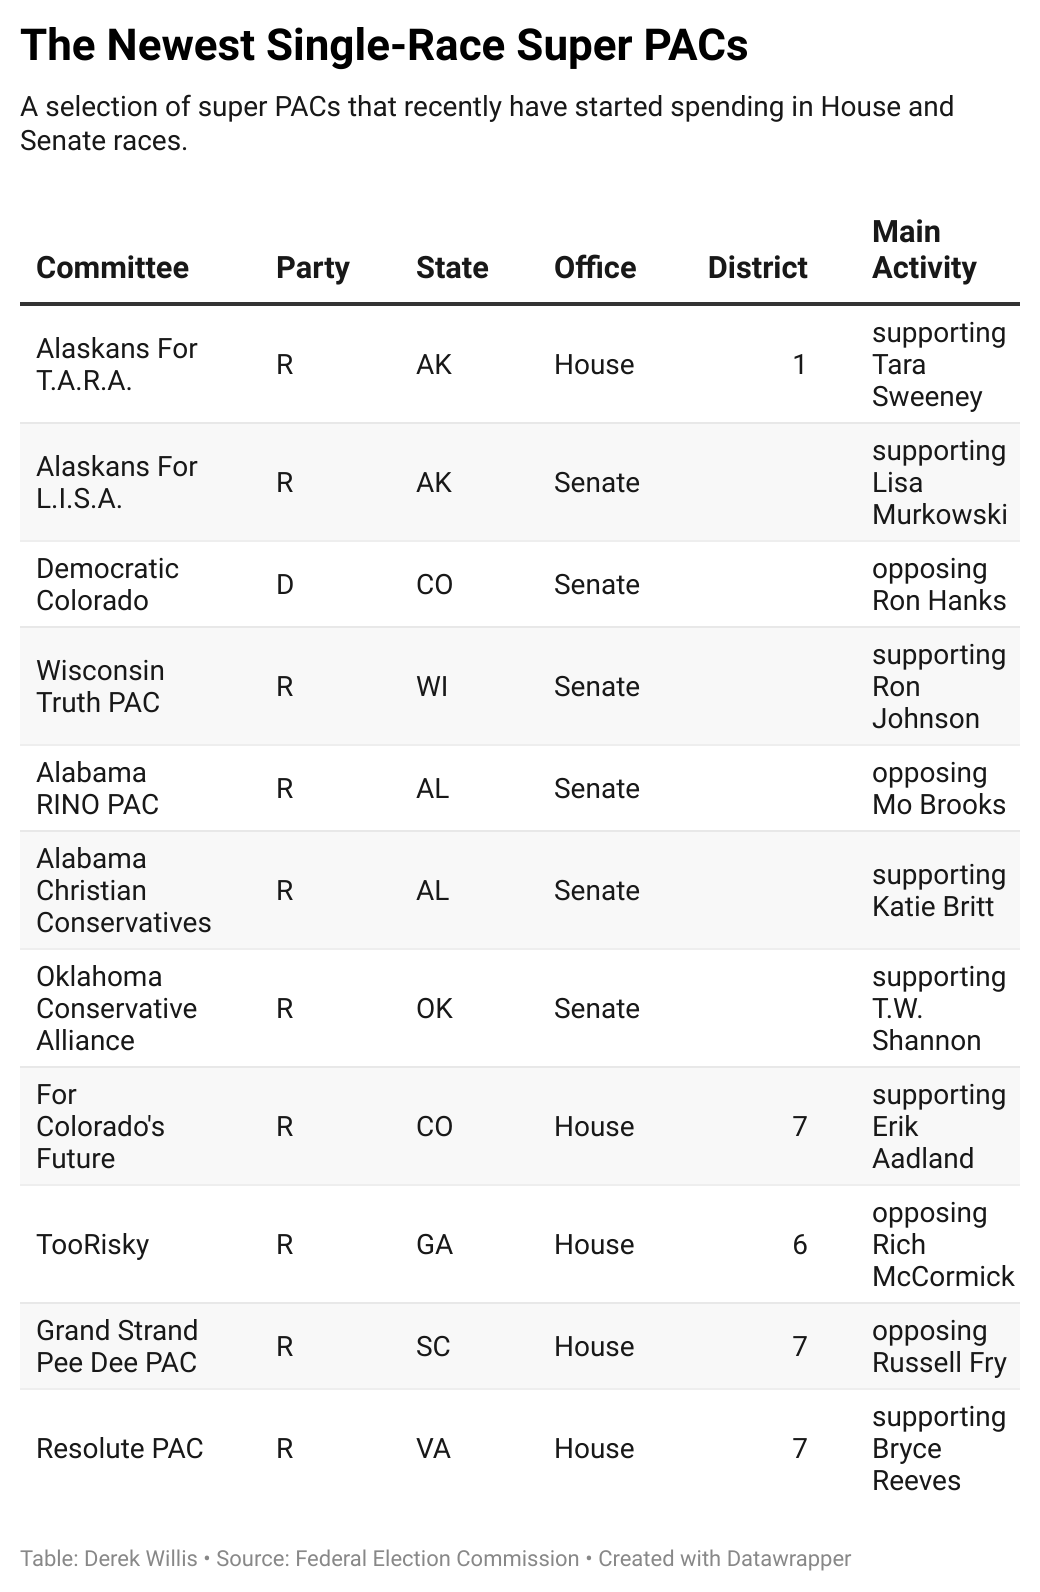 The Newest Single-Race Super PACs
A selection of super PACs that recently have started spending in House and
Senate races.
Committee Party State Office District Main
Activity
Alaskans For
T.A.R.A. R AK House 1 supporting
Tara
Sweeney
Alaskans For
L.I.S.A. R AK Senate supporting
Lisa
Murkowski
Democratic
Colorado D CO Senate opposing
Ron Hanks
Wisconsin
Truth PAC R WI Senate supporting
Ron
Johnson
Alabama
RINO PAC R AL Senate opposing
Mo Brooks
Alabama
Christian
Conservatives R AL Senate supporting
Katie Britt
Oklahoma
Conservative
Alliance R OK Senate supporting
T.W.
Shannon
For
Colorado's
Future R CO House 7 supporting
Erik
Aadland
TooRisky R GA House 6 opposing
Rich
McCormick
Grand Strand
Pee Dee PAC R SC House 7 opposing
Russell Fry
Resolute PAC R VA House 7 supporting
Bryce
Reeves
Table: Derek Willis • Source: Federal Election Commission • Created with Datawrapper